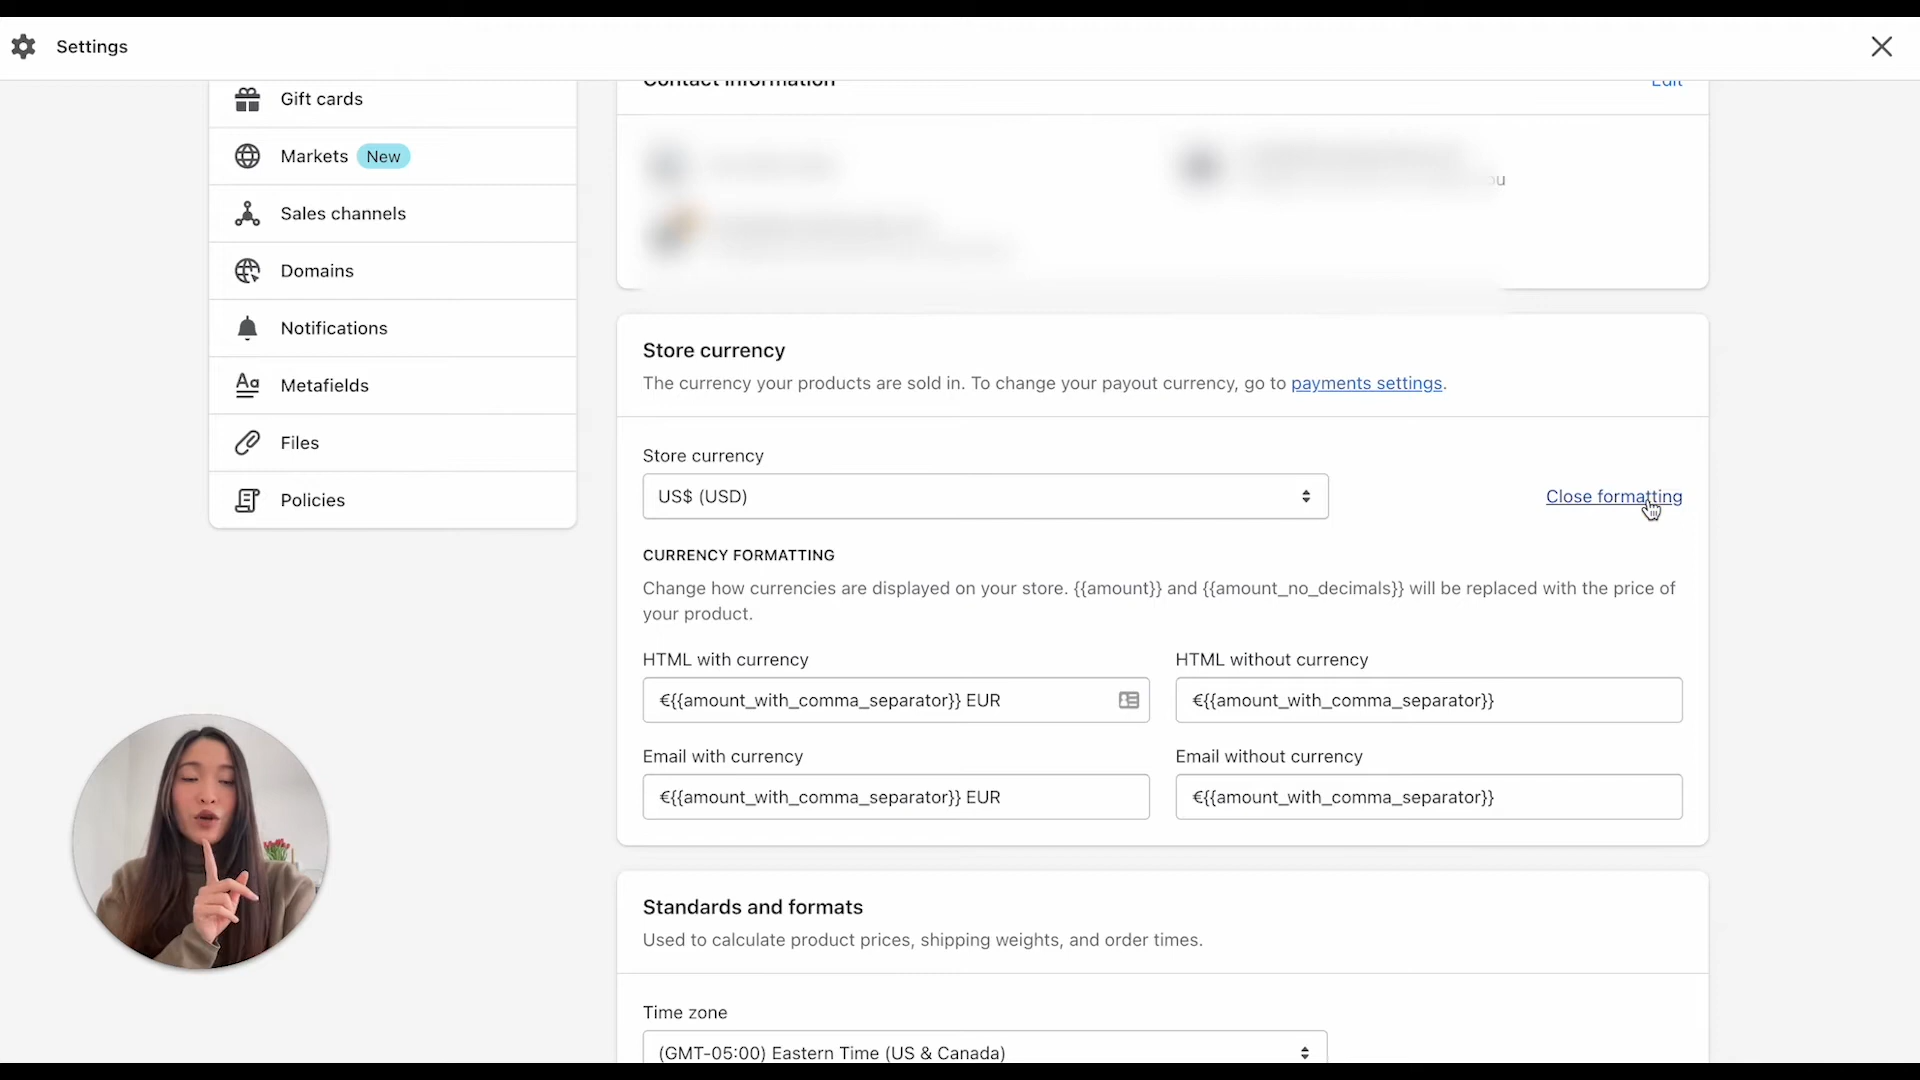 Settings
Gift cards
Markets New
Sales channels
Domains
Notifications
Metafields
Files
Policies
Contact information
Edit
Store currency
The currency your products are sold in. To change your payout currency, go to payments settings.
Store currency
US$ (USD)
Close formatting
CURRENCY FORMATTING
Change how currencies are displayed on your store. {{amount}} and {{amount_no_decimals}} will be replaced with the price of
your product.
HTML with currency
HTML without currency
€{{amount_with_comma_separator}} EUR
€{{amount_with_comma_separator}}
Email with currency
Email without currency
€{{amount_with_comma_separator}} EUR
€{{amount_with_comma_separator}}
Standards and formats
Used to calculate product prices, shipping weights, and order times.
Time zone
(GMT-05:00) Eastern Time (US & Canada)